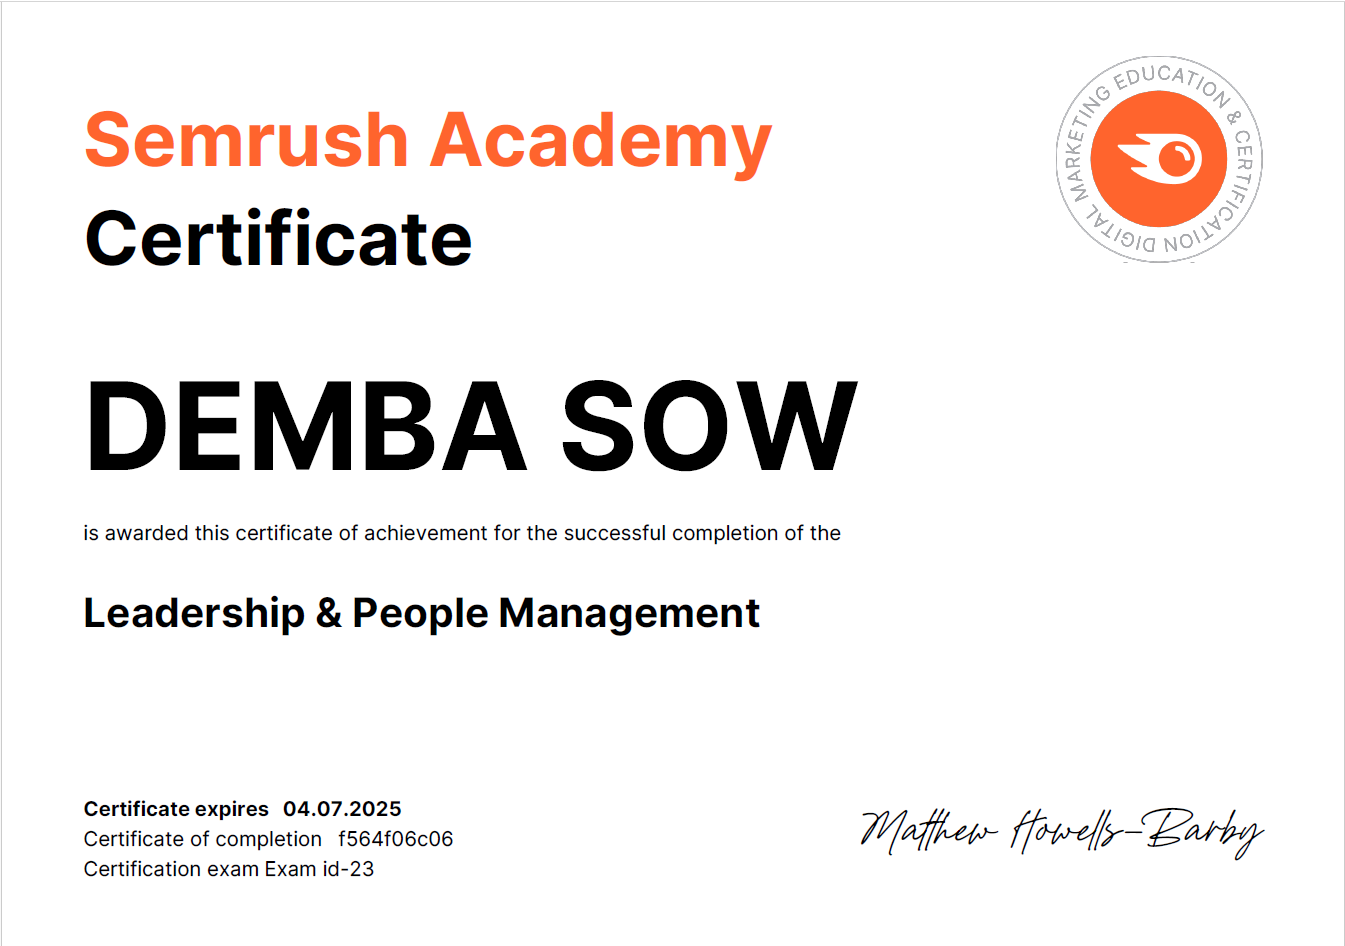 Semrush Academy
Certificate
DIGITAL MARKETING EDUCATION & CERTIFICATION
DEMBA SOW
is awarded this certificate of achievement for the successful completion of the
Leadership & People Management
Certificate expires 04.07.2025
Certificate of completion f564f06c06
Certification exam Exam id-23
Matthew Howells-Barby